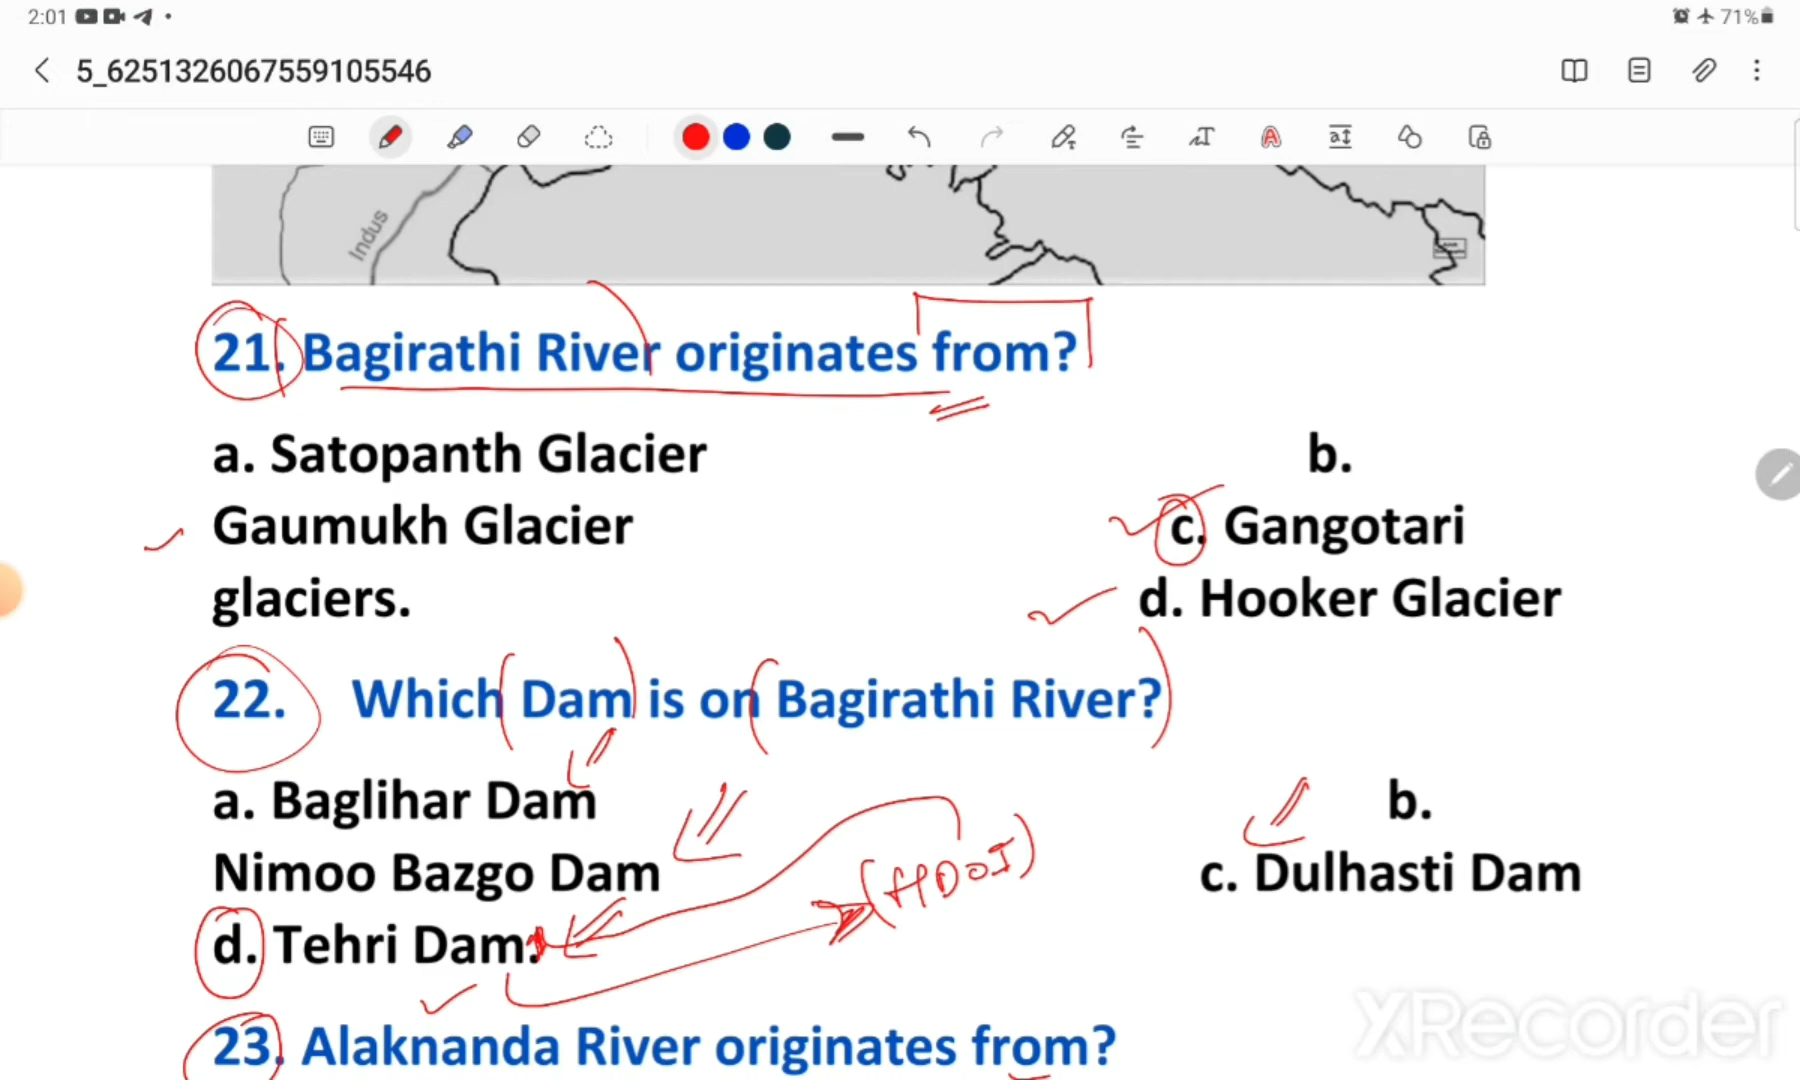 2:01
71%
5_6251326067559105546
Indus
21. Bagirathi River originates from?
a. Satopanth Glacier b.
Gaumukh Glacier c. Gangotari
glaciers. d. Hooker Glacier
22. Which Dam is on Bagirathi River?
a. Baglihar Dam b.
Nimoo Bazgo Dam c. Dulhasti Dam
d. Tehri Dam.
23. Alaknanda River originates from?
XRecorder